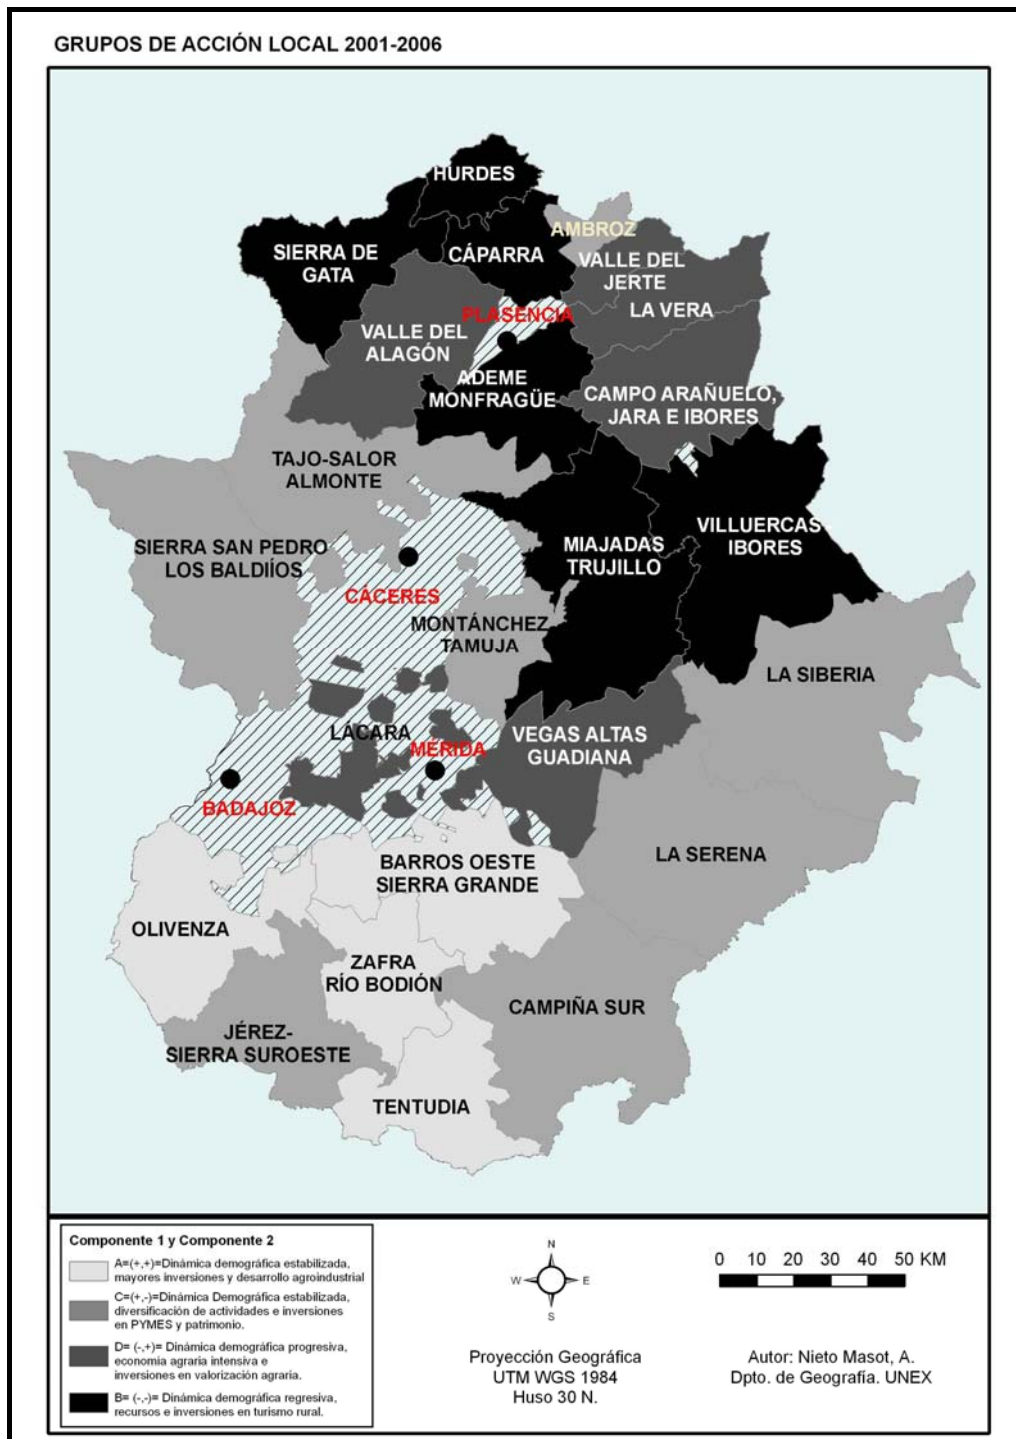 GRUPOS DE ACCIÓN LOCAL 2001-2006
HURDES
AMBROZ
SIERRA DE
GATA
CÁPARRA
VALLE DEL
JERTE
LA VERA
PLASENCIA
VALLE DEL
ALAGÓN
ADEME
MONFRAGÜE
CAMPO ARAÑUELO,
JARA E IBORES
TAJO-SALOR
ALMONTE
SIERRA SAN PEDRO
LOS BALDIÍOS
MIAJADAS
TRUJILLO
VILLUERCAS-
IBORES
CÁCERES
MONTÁNCHEZ
TAMUJA
LA SIBERIA
LÁCARA
MÉRIDA
VEGAS ALTAS
GUADIANA
BADAJOZ
BARROS OESTE
SIERRA GRANDE
LA SERENA
OLIVENZA
ZAFRA
RÍO BODIÓN
CAMPIÑA SUR
JÉREZ-
SIERRA SUROESTE
TENTUDIA
Componente 1 y Componente 2
A=(+,+)=Dinámica demográfica estabilizada,
mayores inversiones y desarrollo agroindustrial
C=(+,-)=Dinámica Demográfica estabilizada,
diversificación de actividades e inversiones
en PYMES y patrimonio.
D= (-,+)= Dinámica demográfica progresiva,
economía agraria intensiva e
inversiones en valorización agraria.
B= (-,-)= Dinámica demográfica regresiva,
recursos e inversiones en turismo rural.
N
W E
S
Proyección Geográfica
UTM WGS 1984
Huso 30 N.
0 10 20 30 40 50 KM
Autor: Nieto Masot, A.
Dpto. de Geografía. UNEX